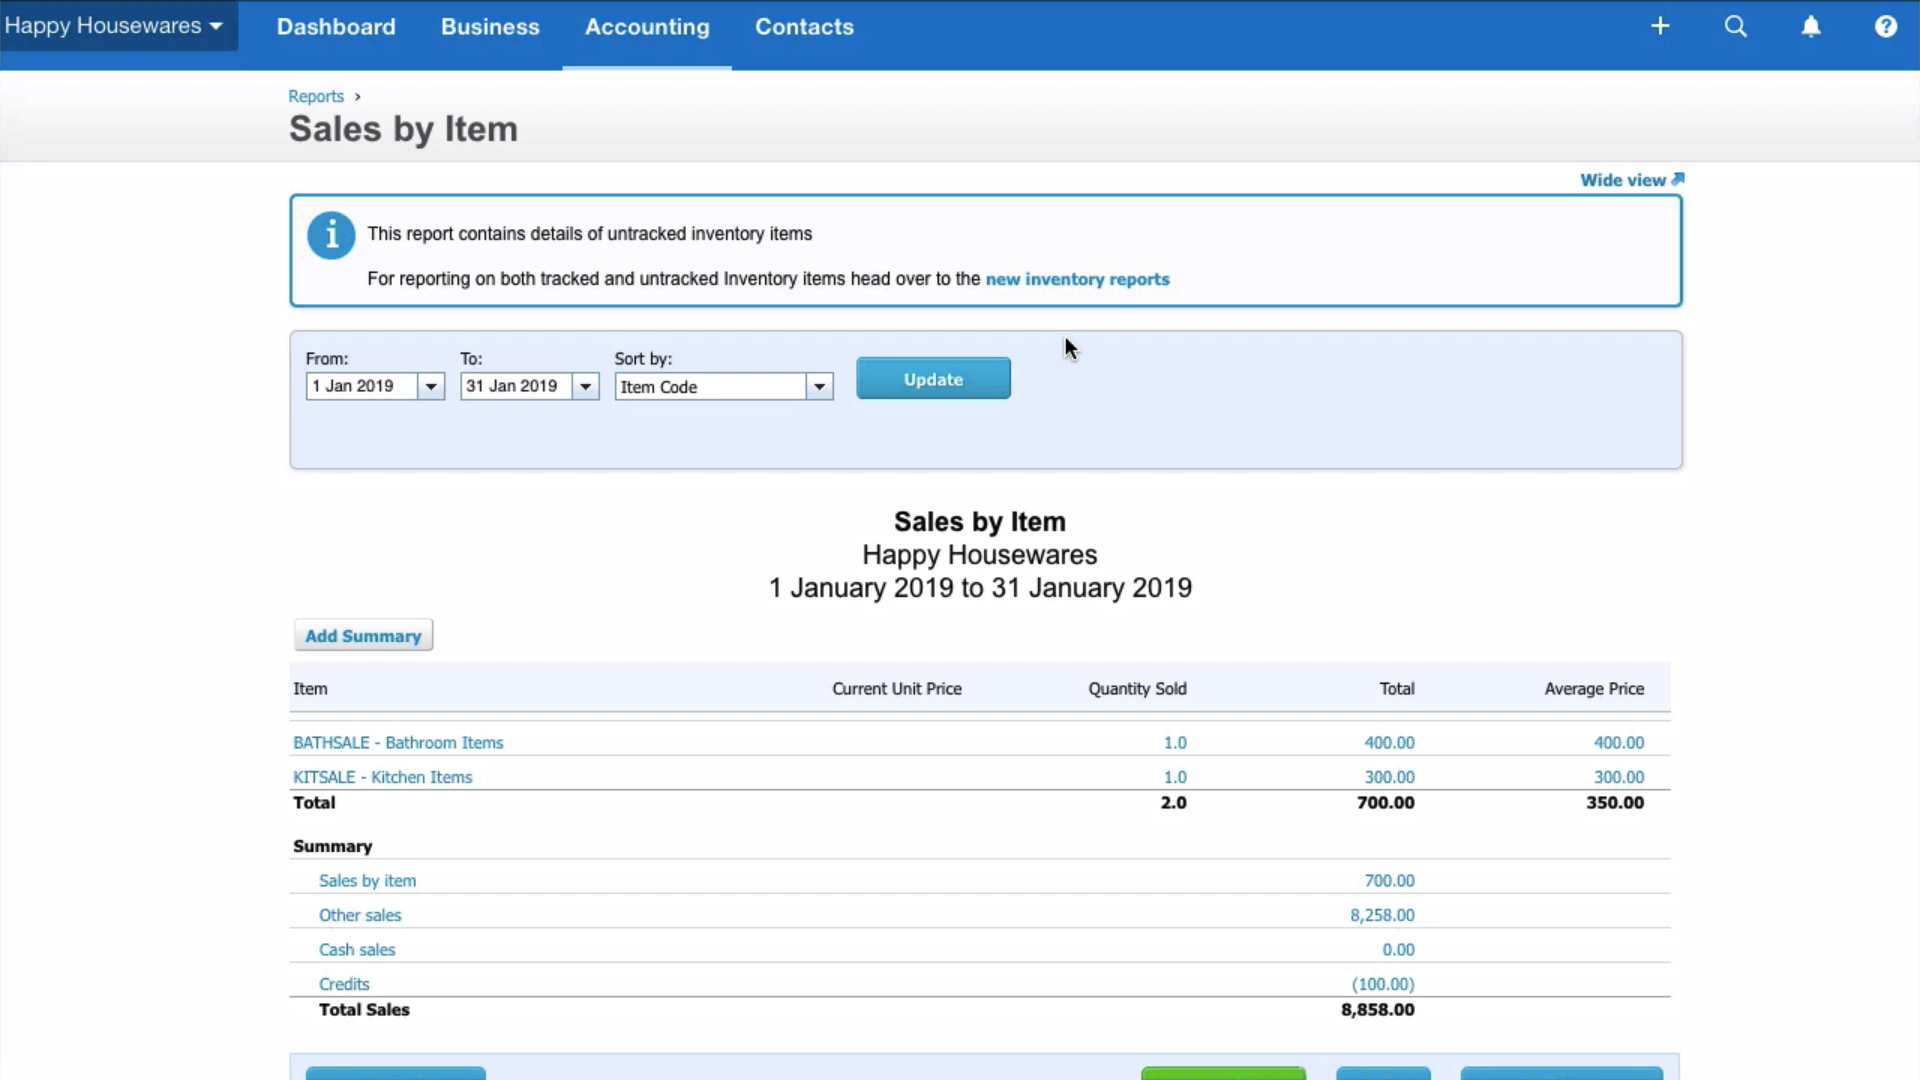 Happy Housewares Dashboard Business Accounting Contacts
Reports ›
Sales by Item
Wide view
i This report contains details of untracked inventory items
For reporting on both tracked and untracked Inventory items head over to the new inventory reports
From: To: Sort by:
1 Jan 2019 31 Jan 2019 Item Code Update
Sales by Item
Happy Housewares
1 January 2019 to 31 January 2019
Add Summary
Item Current Unit Price Quantity Sold Total Average Price
BATHSALE - Bathroom Items 1.0 400.00 400.00
KITSALE - Kitchen Items 1.0 300.00 300.00
Total 2.0 700.00 350.00
Summary
Sales by item 700.00
Other sales 8,258.00
Cash sales 0.00
Credits (100.00)
Total Sales 8,858.00